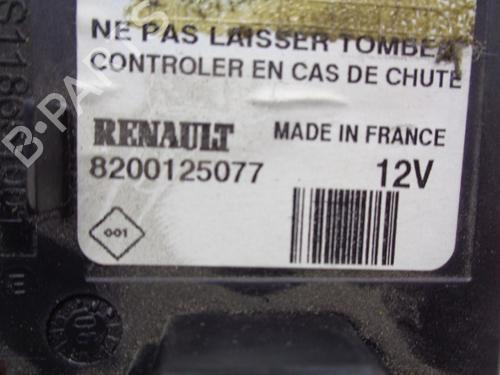 NE PAS LAISSER TOMBER
CONTROLER EN CAS DE CHUTE
RENAULT MADE IN FRANCE
8200125077 12V
001
B-PARTS